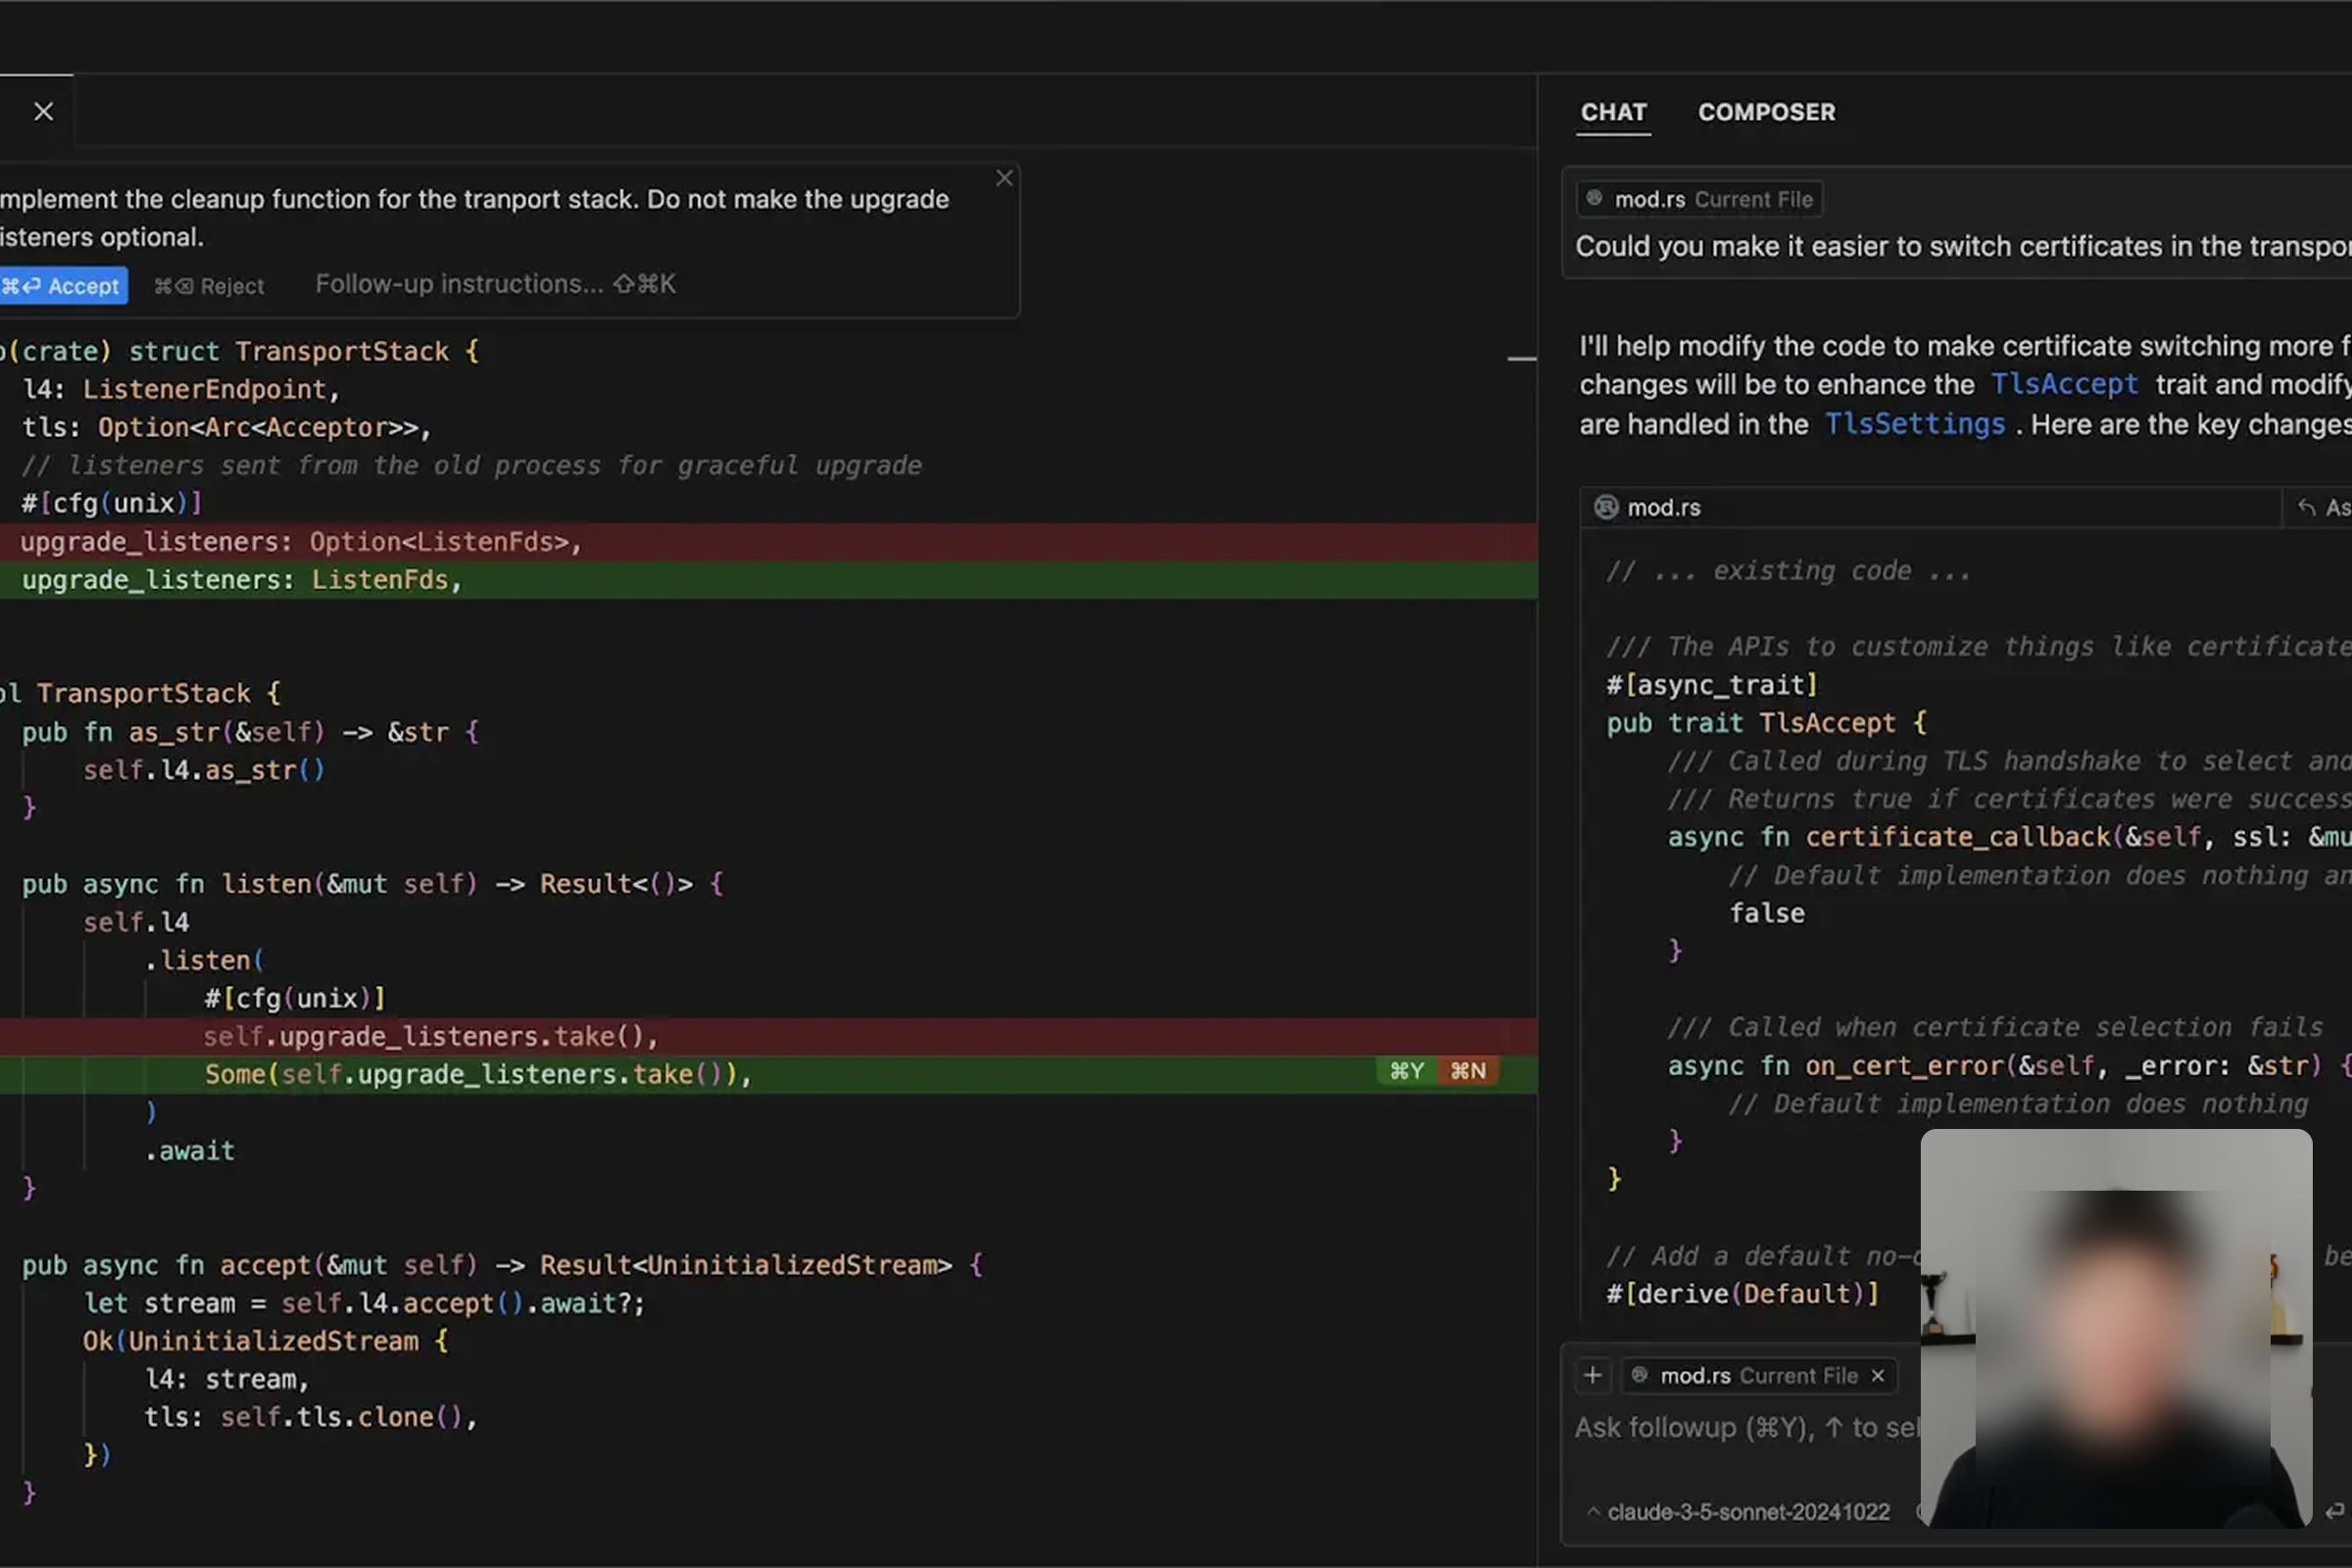 mplement the cleanup function for the tranport stack. Do not make the upgrade
isteners optional.
⌘⏎ Accept ⌘⌫ Reject Follow-up instructions... ⇧⌘K
(crate) struct TransportStack {
l4: ListenerEndpoint,
tls: Option<Arc<Acceptor>>,
// listeners sent from the old process for graceful upgrade
#[cfg(unix)]
upgrade_listeners: Option<ListenFds>,
upgrade_listeners: ListenFds,
l TransportStack {
pub fn as_str(&self) -> &str {
self.l4.as_str()
}
pub async fn listen(&mut self) -> Result<()> {
self.l4
.listen(
#[cfg(unix)]
self.upgrade_listeners.take(),
Some(self.upgrade_listeners.take()),
⌘Y ⌘N
)
.await
}
pub async fn accept(&mut self) -> Result<UninitializedStream> {
let stream = self.l4.accept().await?;
Ok(UninitializedStream {
l4: stream,
tls: self.tls.clone(),
})
}
CHAT COMPOSER
mod.rs Current File
Could you make it easier to switch certificates in the transpor
I'll help modify the code to make certificate switching more f
changes will be to enhance the TlsAccept trait and modify
are handled in the TlsSettings . Here are the key changes
mod.rs As
// ... existing code ...
/// The APIs to customize things like certificate
#[async_trait]
pub trait TlsAccept {
/// Called during TLS handshake to select and
/// Returns true if certificates were success
async fn certificate_callback(&self, ssl: &mu
// Default implementation does nothing an
false
}
/// Called when certificate selection fails
async fn on_cert_error(&self, _error: &str) {
// Default implementation does nothing
}
}
// Add a default no- be
#[derive(Default)]
+ mod.rs Current File ×
Ask followup (⌘Y), ↑ to sel
claude-3-5-sonnet-20241022